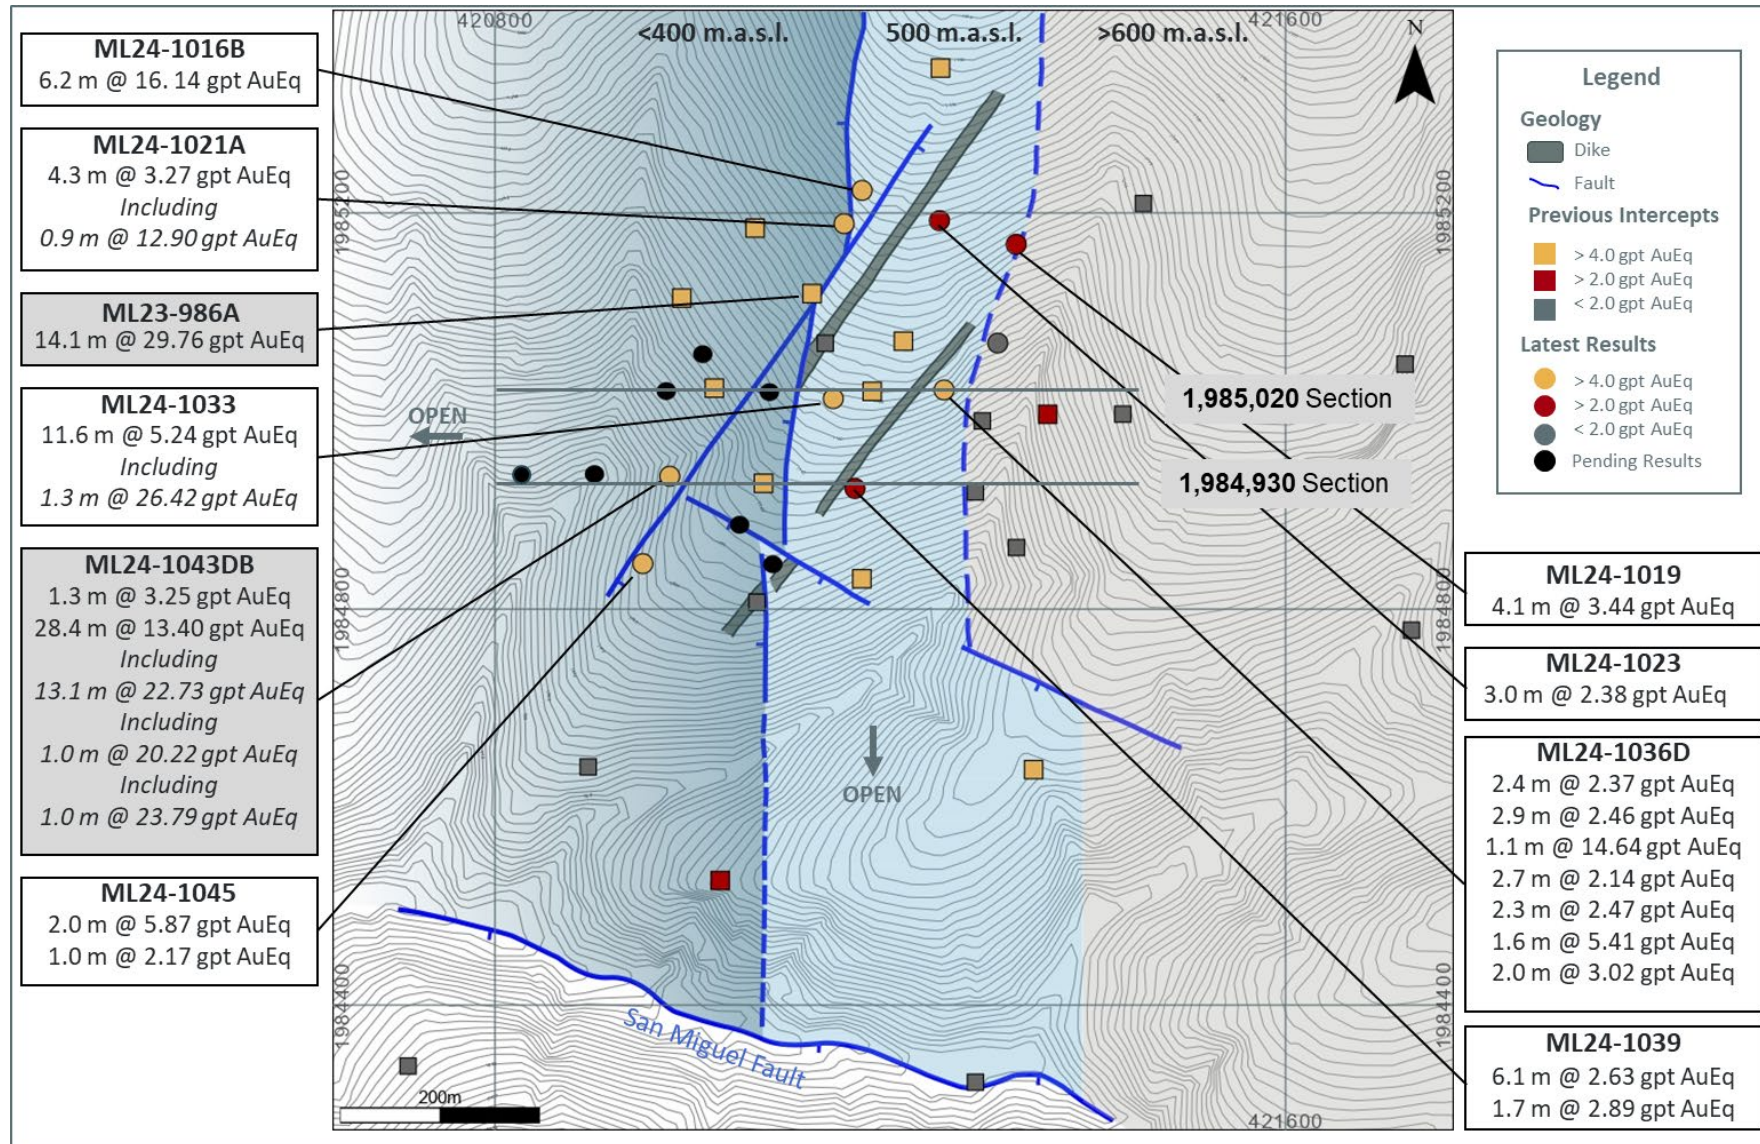 ML24-1016B
6.2 m @ 16. 14 gpt AuEq
ML24-1021A
4.3 m @ 3.27 gpt AuEq
Including
0.9 m @ 12.90 gpt AuEq
ML23-986A
14.1 m @ 29.76 gpt AuEq
ML24-1033
11.6 m @ 5.24 gpt AuEq
Including
1.3 m @ 26.42 gpt AuEq
ML24-1043DB
1.3 m @ 3.25 gpt AuEq
28.4 m @ 13.40 gpt AuEq
Including
13.1 m @ 22.73 gpt AuEq
Including
1.0 m @ 20.22 gpt AuEq
Including
1.0 m @ 23.79 gpt AuEq
ML24-1045
2.0 m @ 5.87 gpt AuEq
1.0 m @ 2.17 gpt AuEq
420800
421600
<400 m.a.s.l.
500 m.a.s.l.
>600 m.a.s.l.
N
1985200
1985200
OPEN
1,985,020 Section
1,984,930 Section
1984800
1984800
OPEN
1984400
1984400
San Miguel Fault
200m
421600
Legend
Geology
Dike
Fault
Previous Intercepts
> 4.0 gpt AuEq
> 2.0 gpt AuEq
< 2.0 gpt AuEq
Latest Results
> 4.0 gpt AuEq
> 2.0 gpt AuEq
< 2.0 gpt AuEq
Pending Results
ML24-1019
4.1 m @ 3.44 gpt AuEq
ML24-1023
3.0 m @ 2.38 gpt AuEq
ML24-1036D
2.4 m @ 2.37 gpt AuEq
2.9 m @ 2.46 gpt AuEq
1.1 m @ 14.64 gpt AuEq
2.7 m @ 2.14 gpt AuEq
2.3 m @ 2.47 gpt AuEq
1.6 m @ 5.41 gpt AuEq
2.0 m @ 3.02 gpt AuEq
ML24-1039
6.1 m @ 2.63 gpt AuEq
1.7 m @ 2.89 gpt AuEq